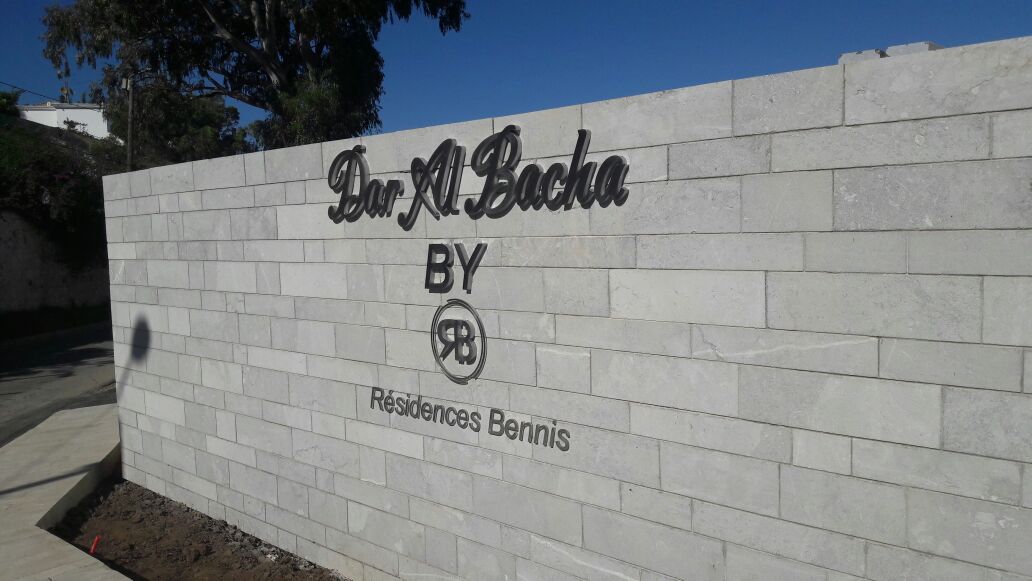 Dar Al Bacha
BY
RB
Résidences Bennis